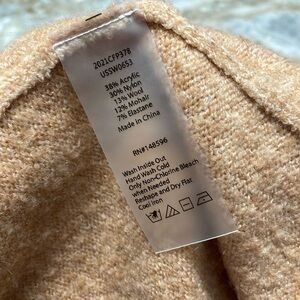 2021CFP378
USSW0653
38% Acrylic
30% Nylon
13% Wool
12% Mohair
7% Elastane
Made in China
RN#148596
Wash Inside Out
Hand Wash Cold
Only Non-Chlorine Bleach
when Needed
Reshape and Dry Flat
Cool Iron